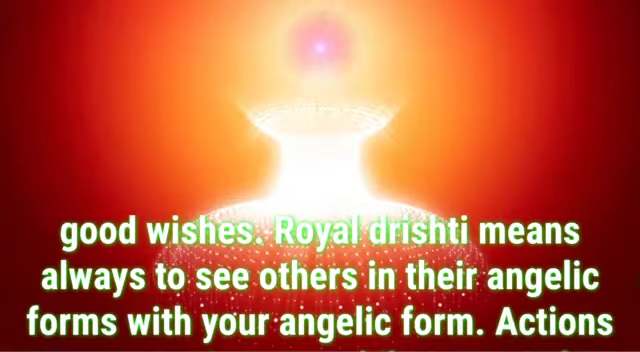 good wishes. Royal drishti means
always to see others in their angelic
forms with your angelic form. Actions